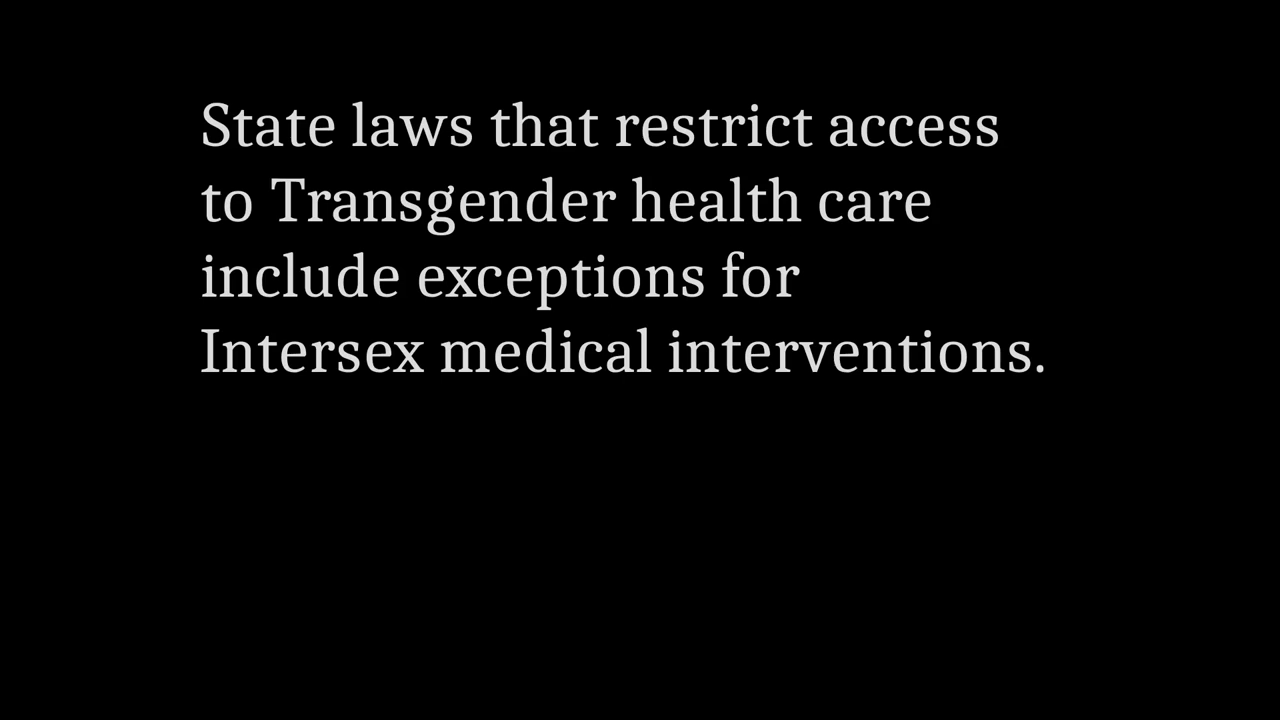 State laws that restrict access
to Transgender health care
include exceptions for
Intersex medical interventions.